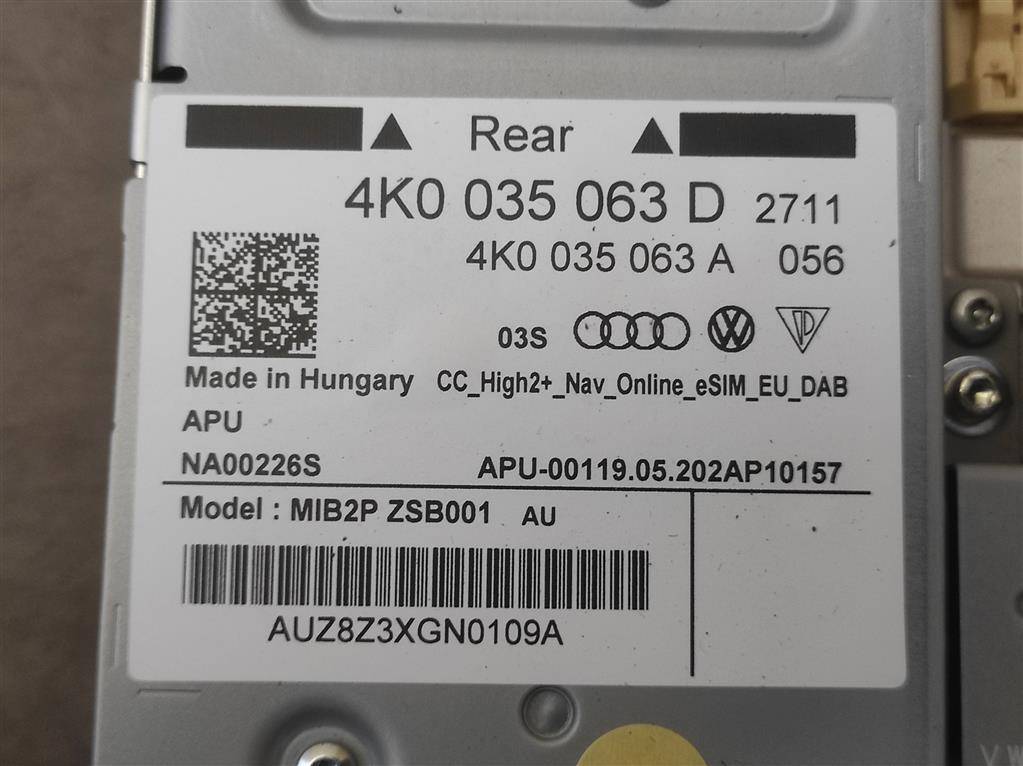 Rear
4K0 035 063 D 2711
4K0 035 063 A 056
03S
Made in Hungary CC_High2+_Nav_Online_eSIM_EU_DAB
APU
NA00226S APU-00119.05.202AP10157
Model : MIB2P ZSB001 AU
AUZ8Z3XGN0109A